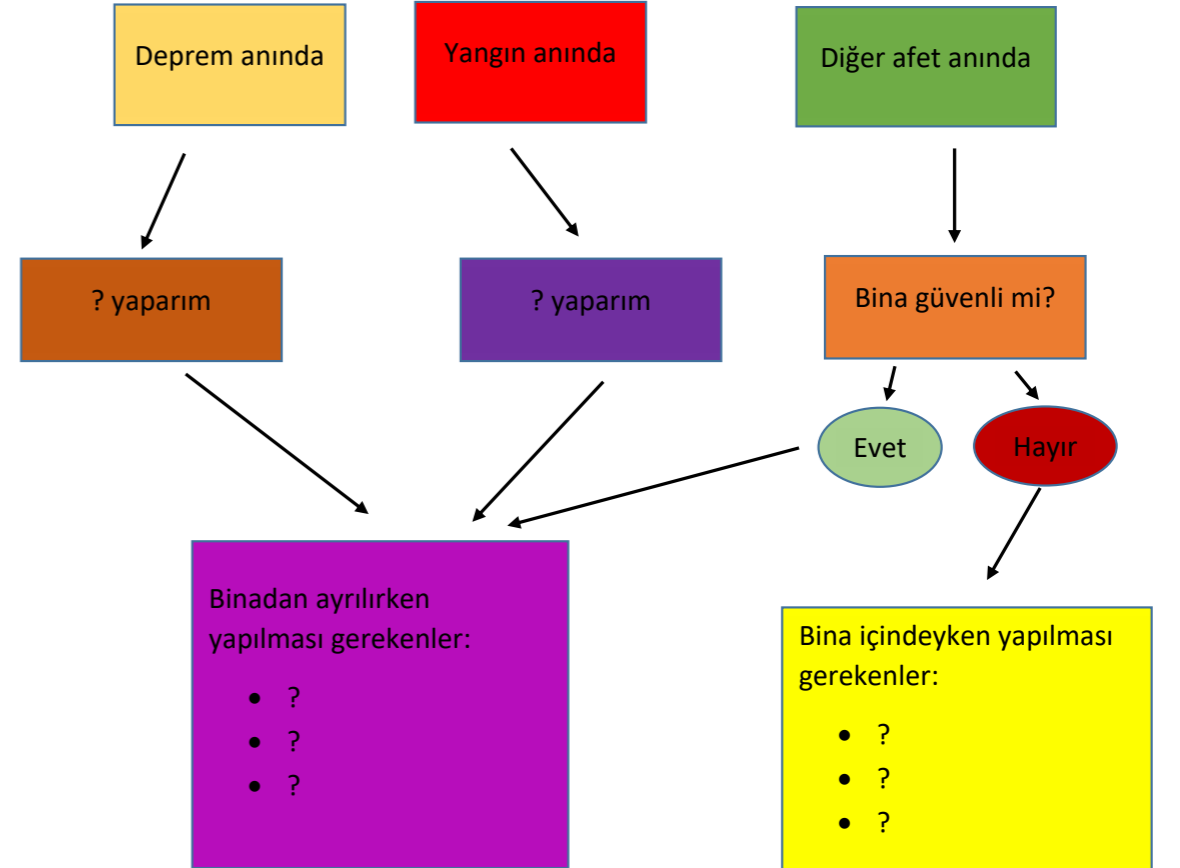 Deprem anında
Yangın anında
Diğer afet anında
? yaparım
? yaparım
Bina güvenli mi?
Evet
Hayır
Binadan ayrılırken
yapılması gerekenler:
• ?
• ?
• ?
Bina içindeyken yapılması
gerekenler:
• ?
• ?
• ?